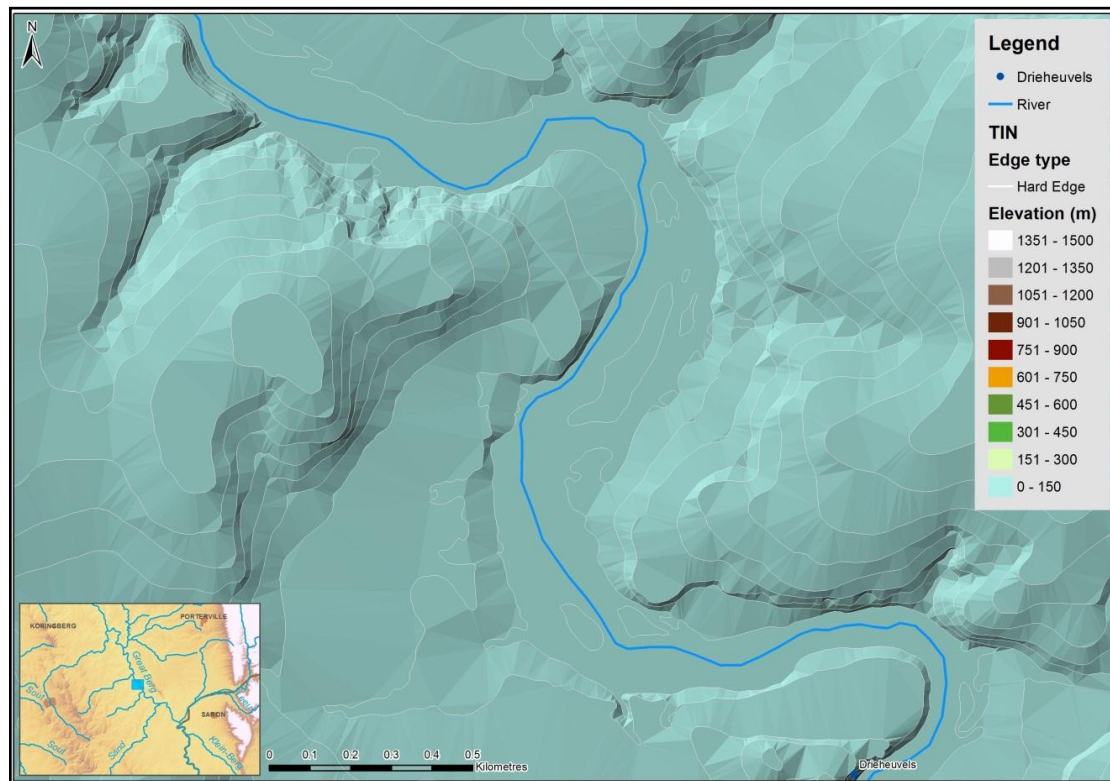 N
Legend
Drieheuvels
River
TIN
Edge type
Hard Edge
Elevation (m)
1351 - 1500
1201 - 1350
1051 - 1200
901 - 1050
751 - 900
601 - 750
451 - 600
301 - 450
151 - 300
0 - 150
KORINGBERG
PORTERVILLE
Great Berg
Sout
SARON
Sout
Sand
Klein-Berg
0 0.1 0.2 0.3 0.4 0.5
Kilometres
Drieheuvels